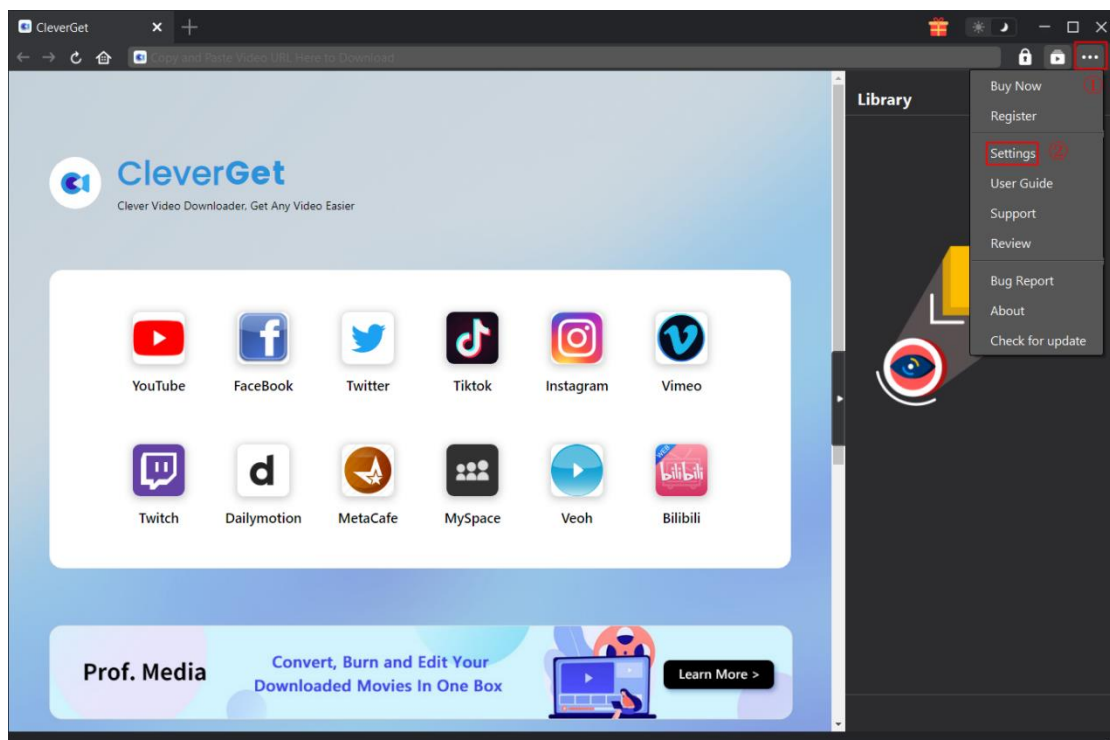 CleverGet
Copy and Paste Video URL Here to Download
Library
Buy Now ①
Register
Settings ②
User Guide
Support
Review
Bug Report
About
Check for update
CleverGet
Clever Video Downloader. Get Any Video Easier
YouTube FaceBook Twitter Tiktok Instagram Vimeo
Twitch Dailymotion MetaCafe MySpace Veoh Bilibili
WEB
bilibili
Prof. Media
Convert, Burn and Edit Your
Downloaded Movies In One Box
Learn More >